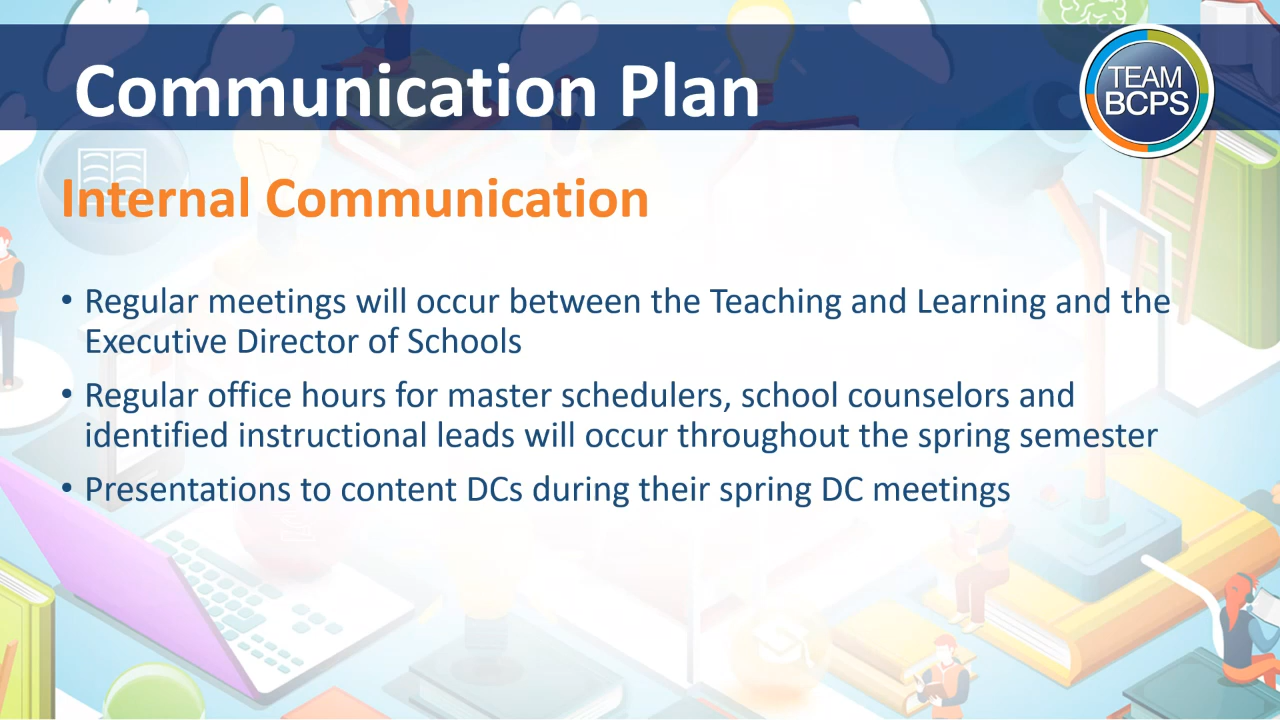 Communication Plan
TEAM
BCPS
Internal Communication
• Regular meetings will occur between the Teaching and Learning and the
Executive Director of Schools
• Regular office hours for master schedulers, school counselors and
identified instructional leads will occur throughout the spring semester
• Presentations to content DCs during their spring DC meetings